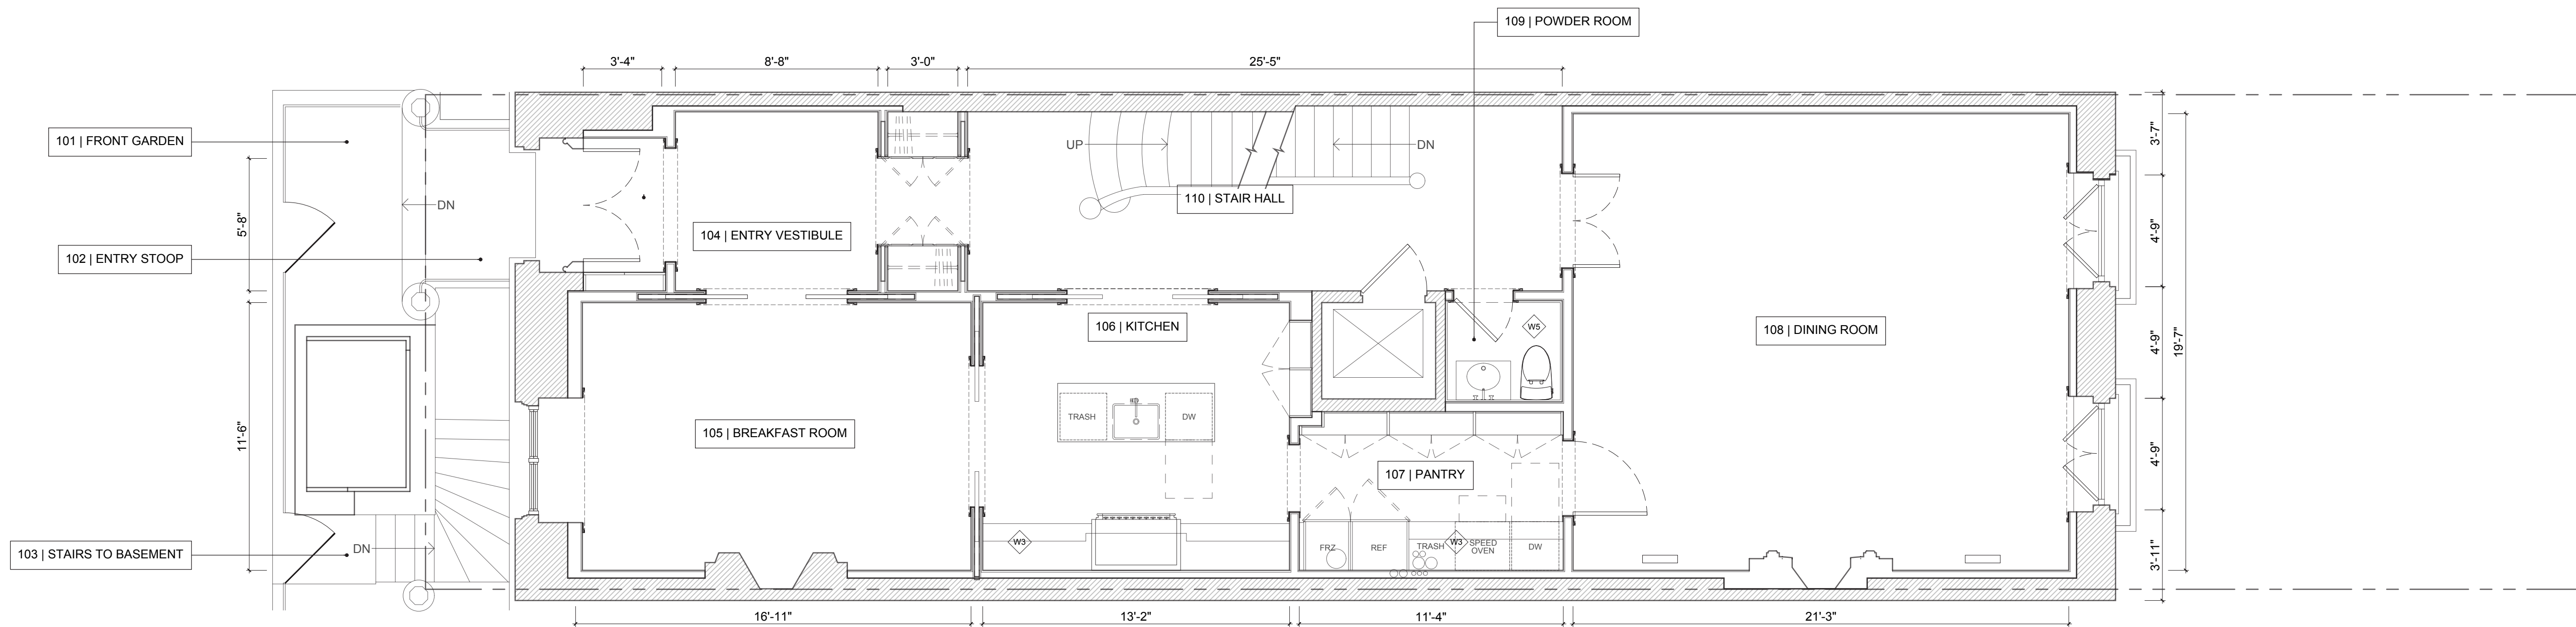 109 | POWDER ROOM
3'-4"
8'-8"
3'-0"
25'-5"
101 | FRONT GARDEN
UP
DN
3'-7"
110 | STAIR HALL
DN
5'-8"
104 | ENTRY VESTIBULE
4'-9"
102 | ENTRY STOOP
106 | KITCHEN
W5
108 | DINING ROOM
4'-9"
19'-7"
TRASH
DW
105 | BREAKFAST ROOM
11'-6"
4'-9"
107 | PANTRY
103 | STAIRS TO BASEMENT
DN
W3
FRZ
REF
TRASH
W3
SPEED
OVEN
DW
3'-11"
16'-11"
13'-2"
11'-4"
21'-3"